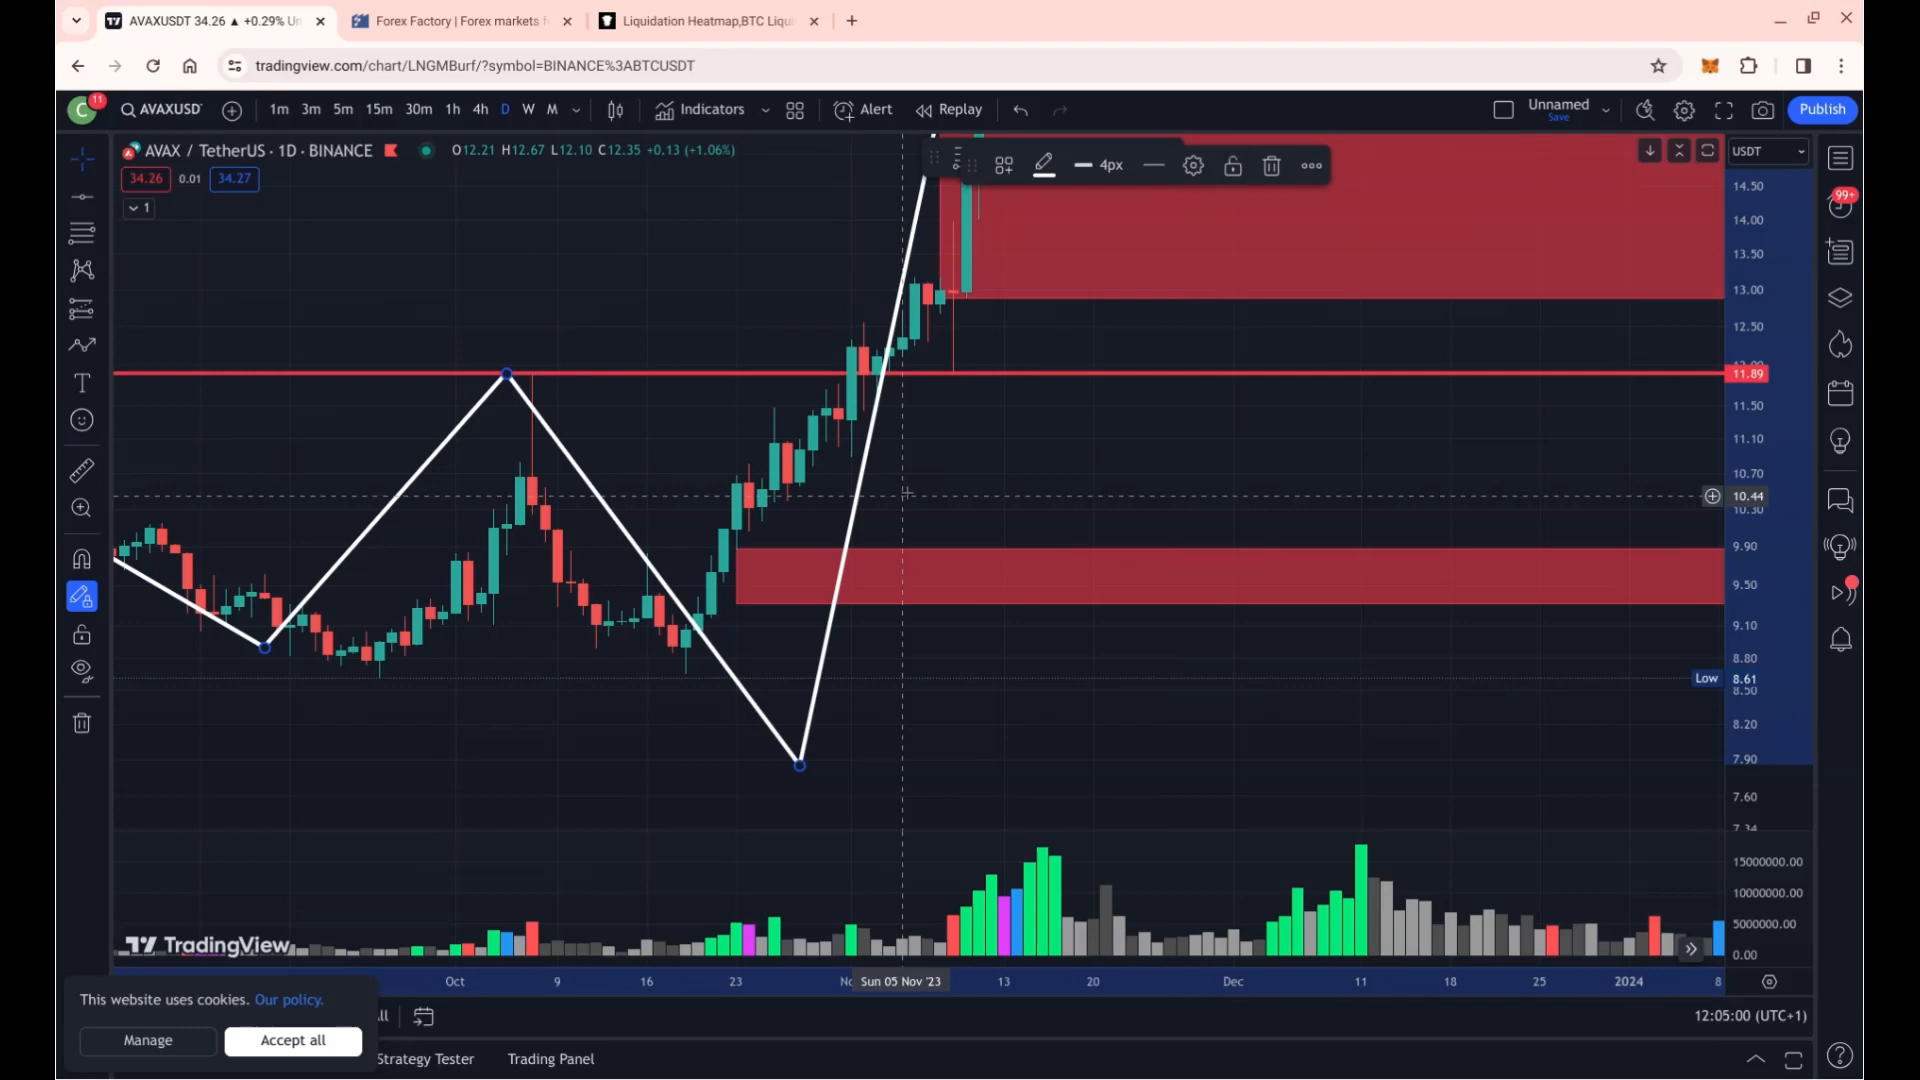 AVAXUSDT 34.26 ▲ +0.29% Un
Forex Factory | Forex markets f
Liquidation Heatmap,BTC Liqui
tradingview.com/chart/LNGMBurf/?symbol=BINANCE%3ABTCUSDT
C 11
AVAXUSD
1m 3m 5m 15m 30m 1h 4h D W M
Indicators
Alert
Replay
Unnamed
Save
Publish
AVAX / TetherUS · 1D · BINANCE
O12.21 H12.67 L12.10 C12.35 +0.13 (+1.06%)
USDT
34.26 0.01 34.27
1
4px
14.50
14.00
13.50
13.00
12.50
11.89
11.50
11.10
10.70
10.44
10.30
9.90
9.50
9.10
8.80
Low 8.61
8.50
8.20
7.90
7.60
15000000.00
10000000.00
5000000.00
0.00
99+
TradingView
Oct 9 16 23 Sun 05 Nov '23 13 20 Dec 11 18 25 2024 8
This website uses cookies. Our policy.
Manage
Accept all
12:05:00 (UTC+1)
Strategy Tester
Trading Panel